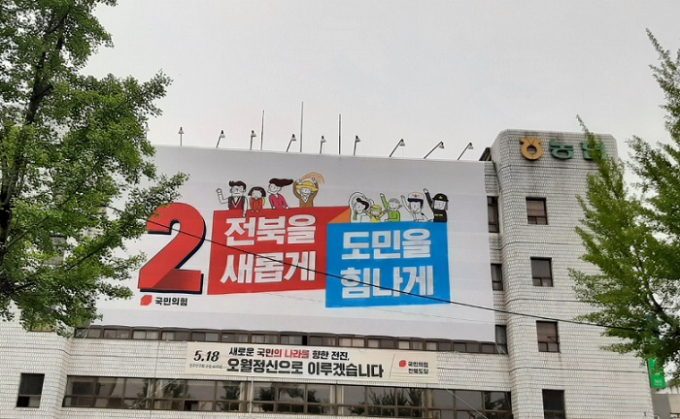 농협
2
전북을
새롭게
도민을
힘나게
국민의힘
5.18
새로운 국민의 나라를 향한 전진,
오월정신으로 이루겠습니다
국민의힘
전북도당